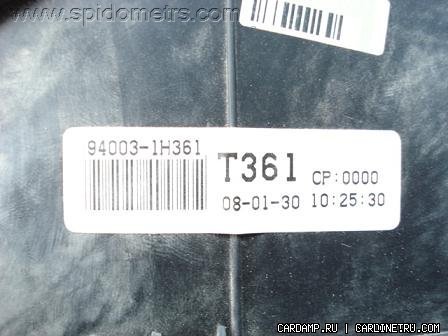 www.spidometrs.com
94003-1H361
T361 CP:0000
08-01-30 10:25:30
CARDAMP.RU | CARDINETRU.COM